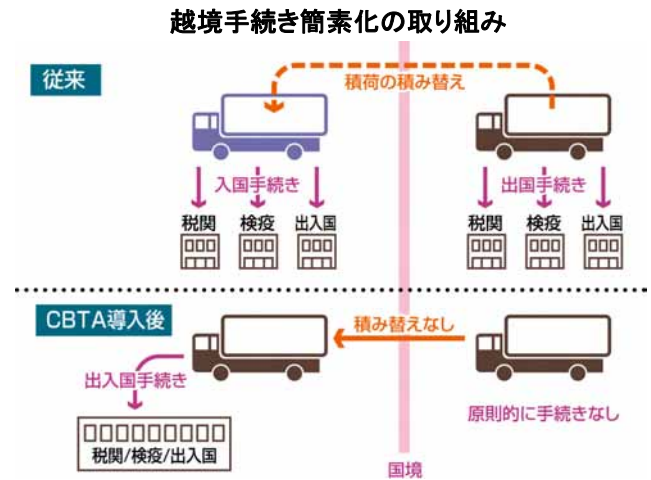 越境手続き簡素化の取り組み
従来
積荷の積み替え
入国手続き
出国手続き
税関 検疫 出入国
税関 検疫 出入国
CBTA導入後
積み替えなし
出入国手続き
原則的に手続きなし
税関/検疫/出入国
国境